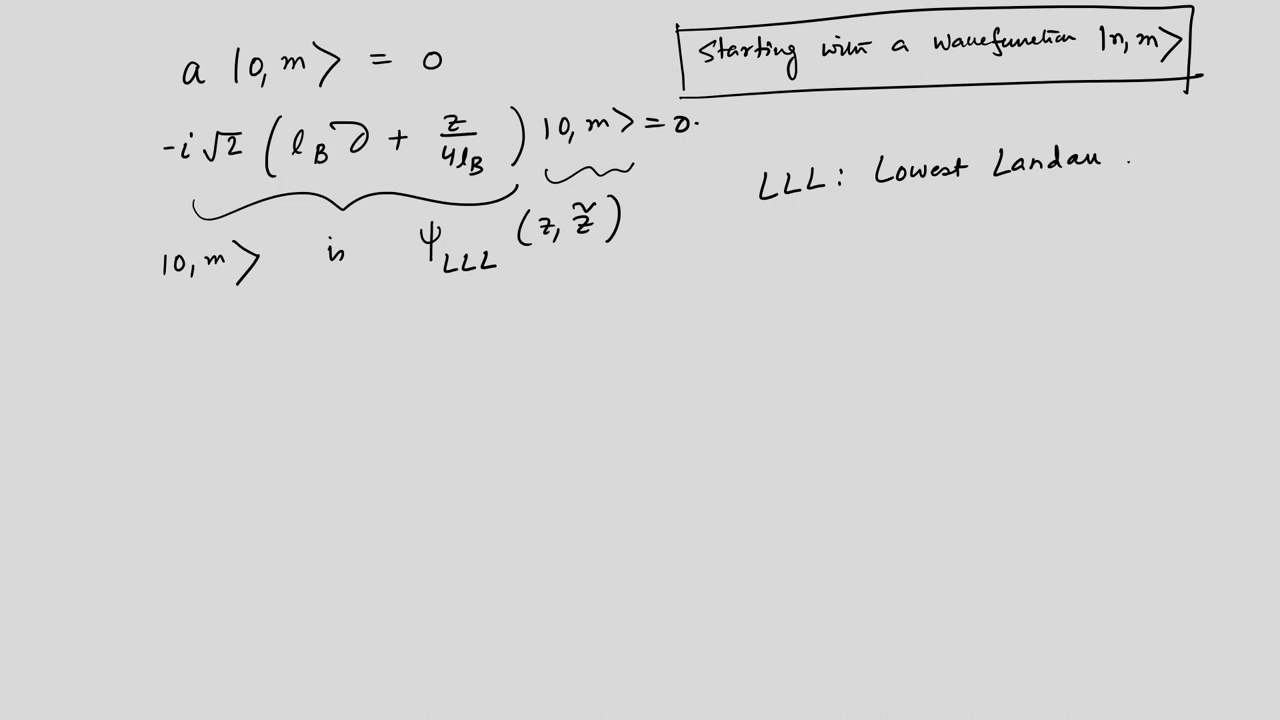 a |0, m> = 0
Starting with a wavefunction |n, m>
-i√2 (l_B ∂̄ + z/4l_B) |0, m> = 0.
LLL: Lowest Landau .
|0, m> is ψ_LLL (z, z̃)